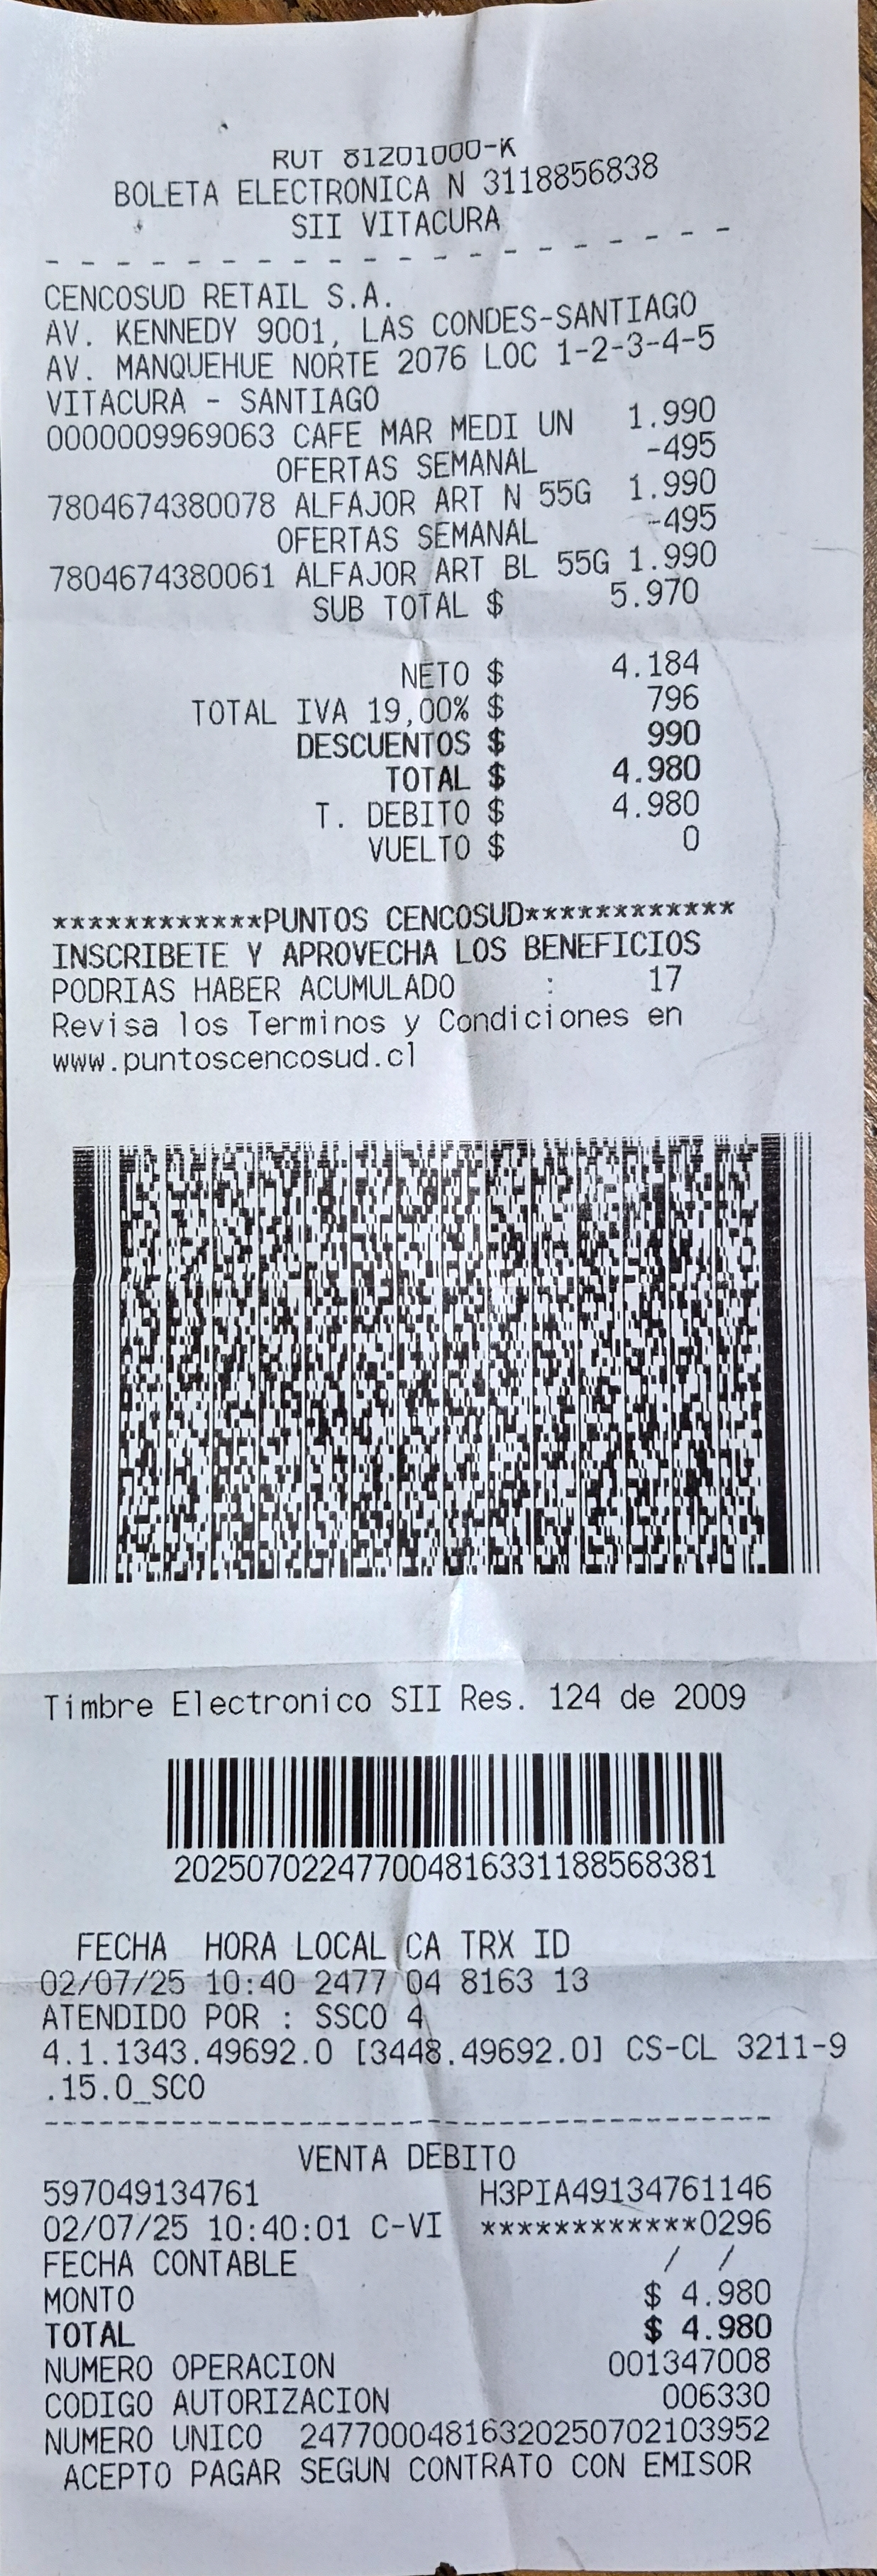 RUT 81201000-K
BOLETA ELECTRONICA N 3118856838
SII VITACURA
- - - - - - - - - - - - - - - - - - - -
CENCOSUD RETAIL S.A.
AV. KENNEDY 9001, LAS CONDES-SANTIAGO
AV. MANQUEHUE NORTE 2076 LOC 1-2-3-4-5
VITACURA - SANTIAGO
0000009969063 CAFE MAR MEDI UN 1.990
OFERTAS SEMANAL -495
7804674380078 ALFAJOR ART N 55G 1.990
OFERTAS SEMANAL -495
7804674380061 ALFAJOR ART BL 55G 1.990
SUB TOTAL $ 5.970
NETO $ 4.184
TOTAL IVA 19,00% $ 796
DESCUENTOS $ 990
TOTAL $ 4.980
T. DEBITO $ 4.980
VUELTO $ 0
************PUNTOS CENCOSUD************
INSCRIBETE Y APROVECHA LOS BENEFICIOS
PODRIAS HABER ACUMULADO : 17
Revisa los Terminos y Condiciones en
www.puntoscencosud.cl
Timbre Electronico SII Res. 124 de 2009
202507022477004816331188568381
FECHA HORA LOCAL CA TRX ID
02/07/25 10:40 2477 04 8163 13
ATENDIDO POR : SSCO 4
4.1.1343.49692.0 [3448.49692.0] CS-CL 3211-9
.15.0_SCO
-----------------------------------------
VENTA DEBITO
597049134761 H3PIA49134761146
02/07/25 10:40:01 C-VI ************0296
FECHA CONTABLE / /
MONTO $ 4.980
TOTAL $ 4.980
NUMERO OPERACION 001347008
CODIGO AUTORIZACION 006330
NUMERO UNICO 24770004816320250702103952
ACEPTO PAGAR SEGUN CONTRATO CON EMISOR